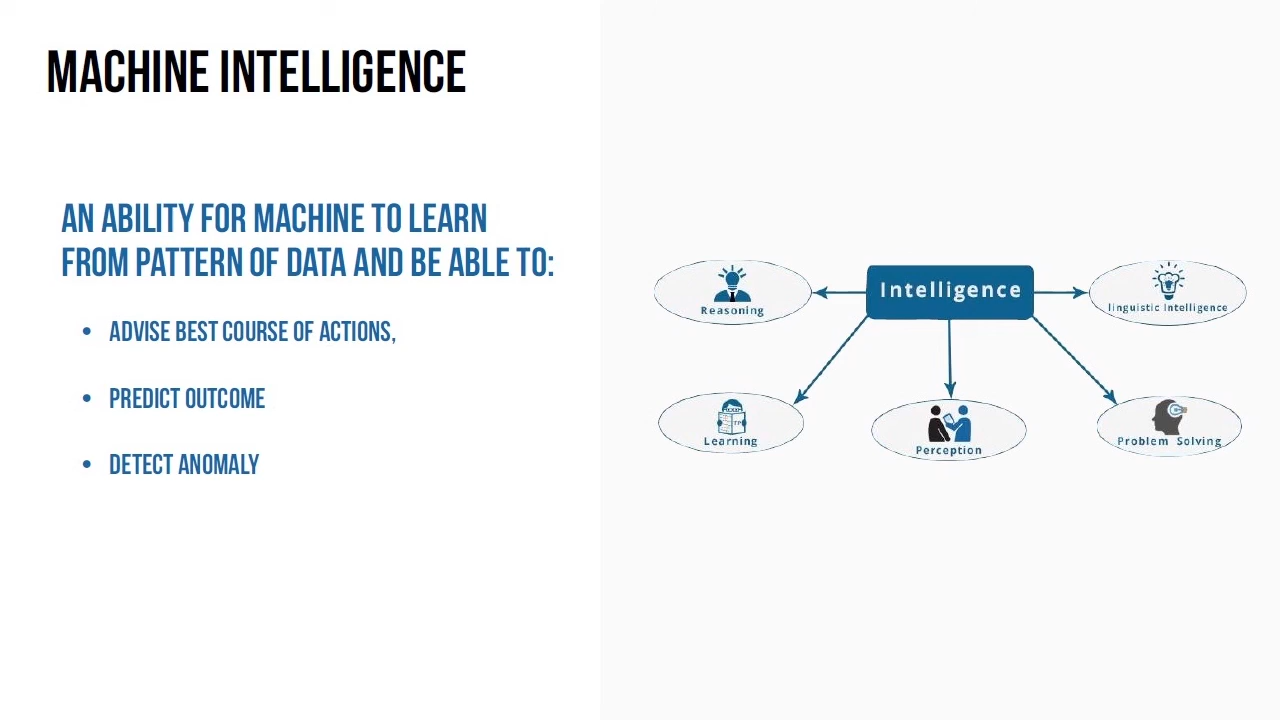 MACHINE INTELLIGENCE
AN ABILITY FOR MACHINE TO LEARN
FROM PATTERN OF DATA AND BE ABLE TO:
• ADVISE BEST COURSE OF ACTIONS,
• PREDICT OUTCOME
• DETECT ANOMALY
Intelligence
Reasoning
linguistic Intelligence
Learning
Perception
Problem Solving